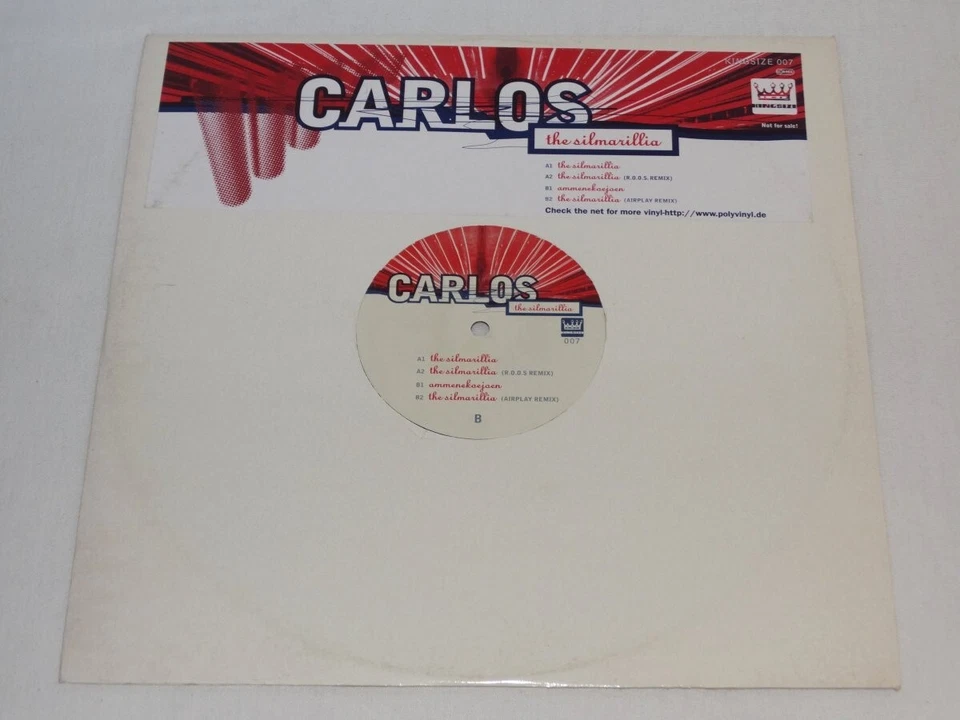 KINGSIZE 007
CARLOS
Not for sale!
the silmarillia
A1 the silmarillia
A2 the silmarillia (R.O.O.S. REMIX)
B1 ammenekaejaen
B2 the silmarillia (AIRPLAY REMIX)
Check the net for more vinyl-http://www.polyvinyl.de
CARLOS
the silmarillia
007
A1 the silmarillia
A2 the silmarillia (R.O.O.S REMIX)
B1 ammenekaejaen
B2 the silmarillia (AIRPLAY REMIX)
B